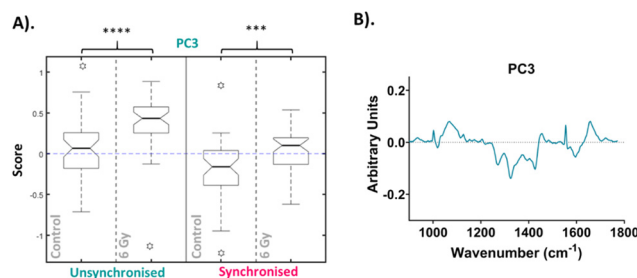 A).
B).
****
PC3
***
PC3
Score
1
0.5
0
-0.5
-1
Control
6 Gy
Control
6 Gy
Unsynchronised
Synchronised
Arbitrary Units
0.2
0.0
-0.2
1000
1200
1400
1600
1800
Wavenumber (cm⁻¹)